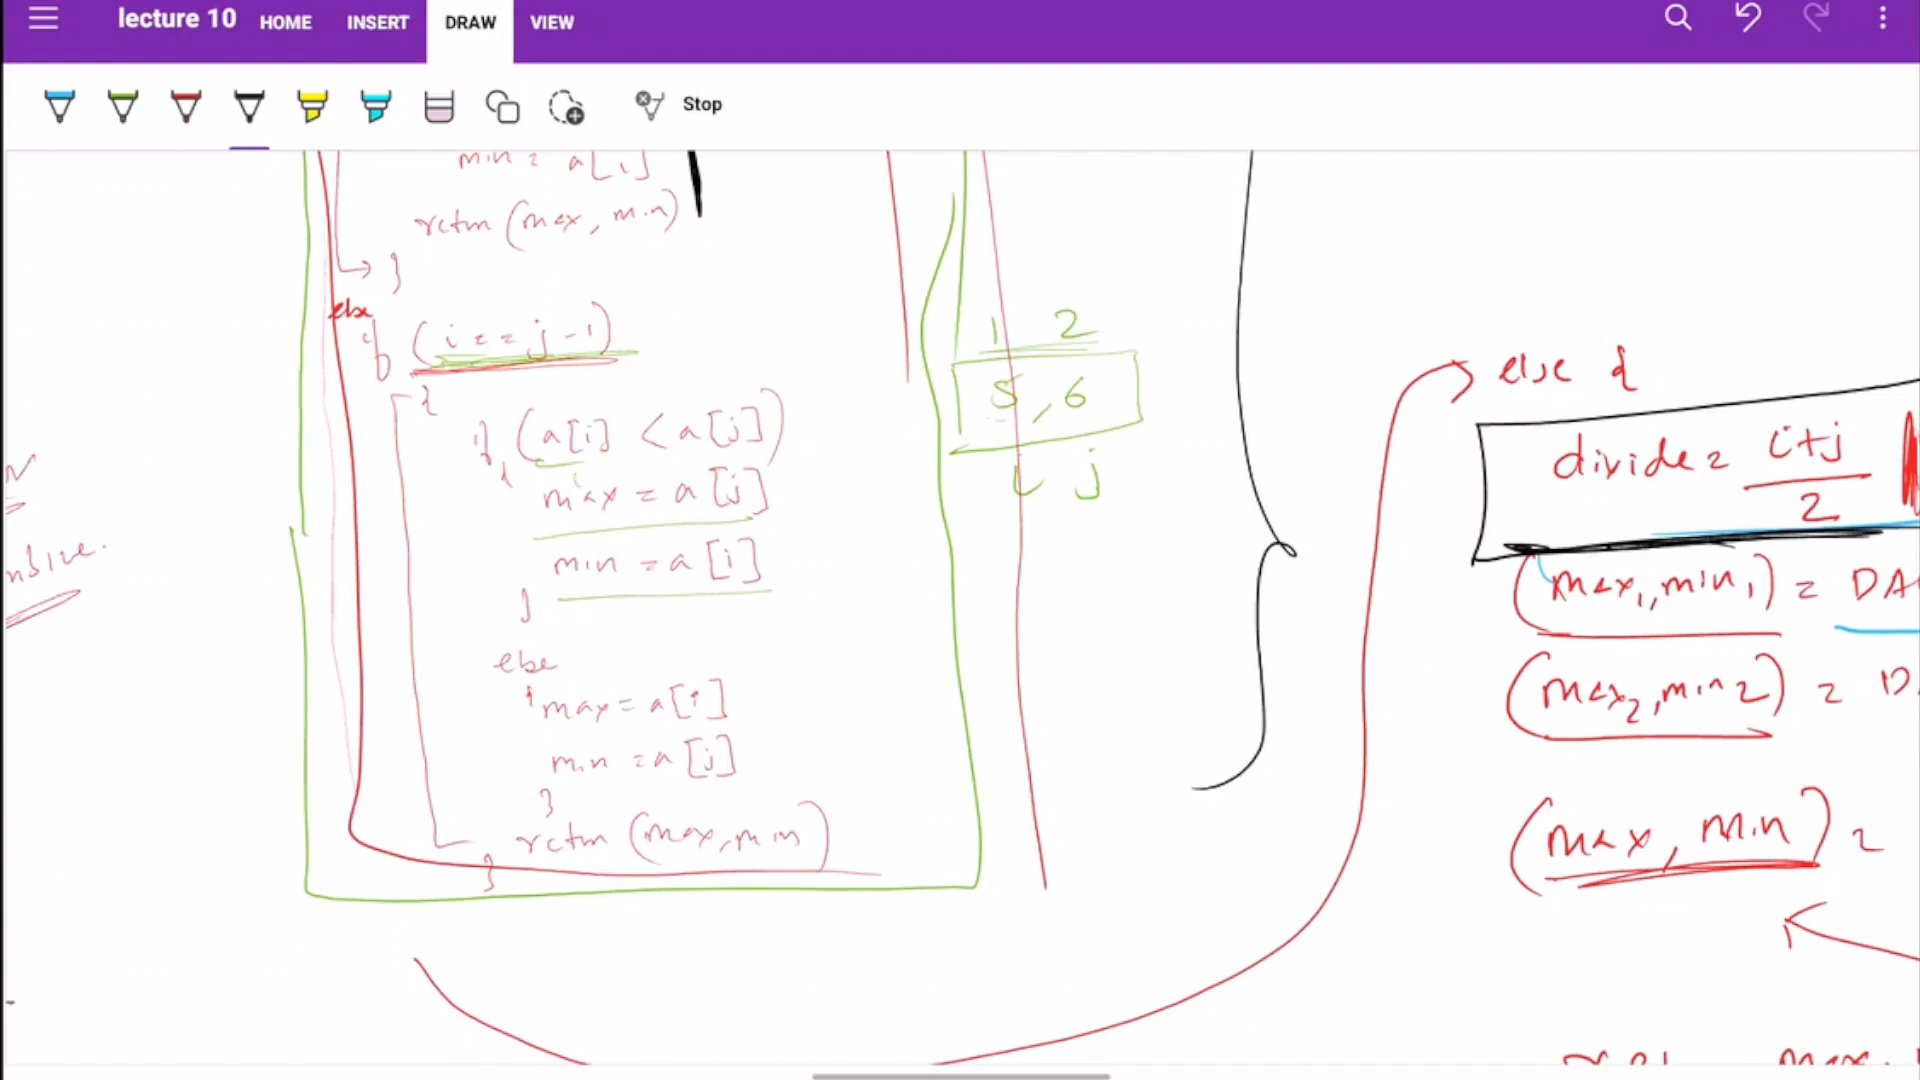 lecture 10 HOME INSERT DRAW VIEW
Stop
min = a[i]
return (max, min)
}
else
if (i == j-1)
{
if (a[i] < a[j])
{
max = a[j]
min = a[i]
}
else
{ max = a[i]
min = a[j]
}
return (max, min)
}
1 2
5, 6
i j
else {
divide = i+j
2
(max1, min1) = DA
(max2, min2) = D
(max, min) =